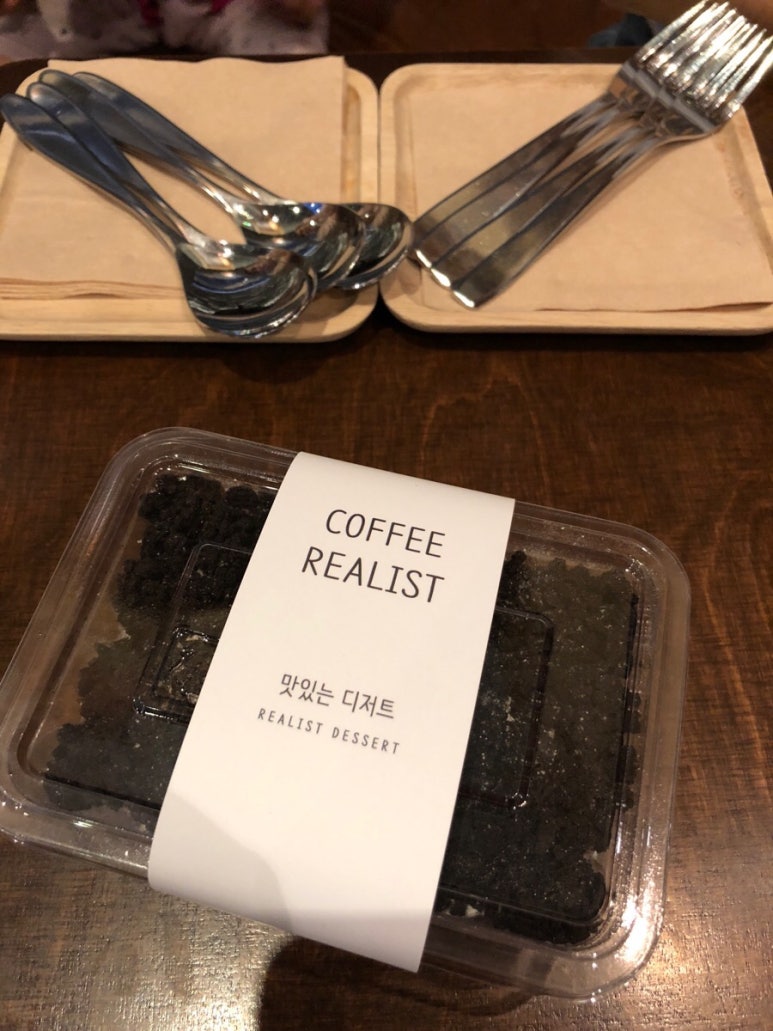 COFFEE
REALIST
맛있는 디저트
REALIST DESSERT